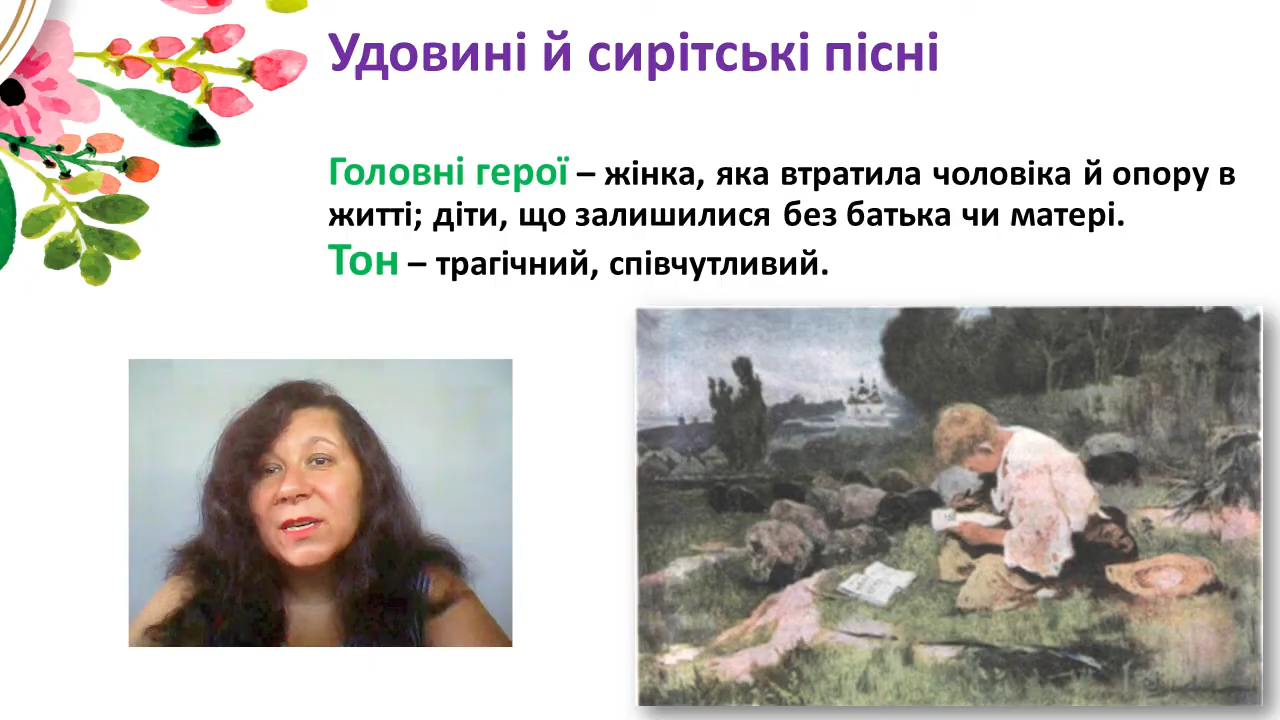 Удовині й сирітські пісні
Головні герої – жінка, яка втратила чоловіка й опору в
житті; діти, що залишилися без батька чи матері.
Тон – трагічний, співчутливий.